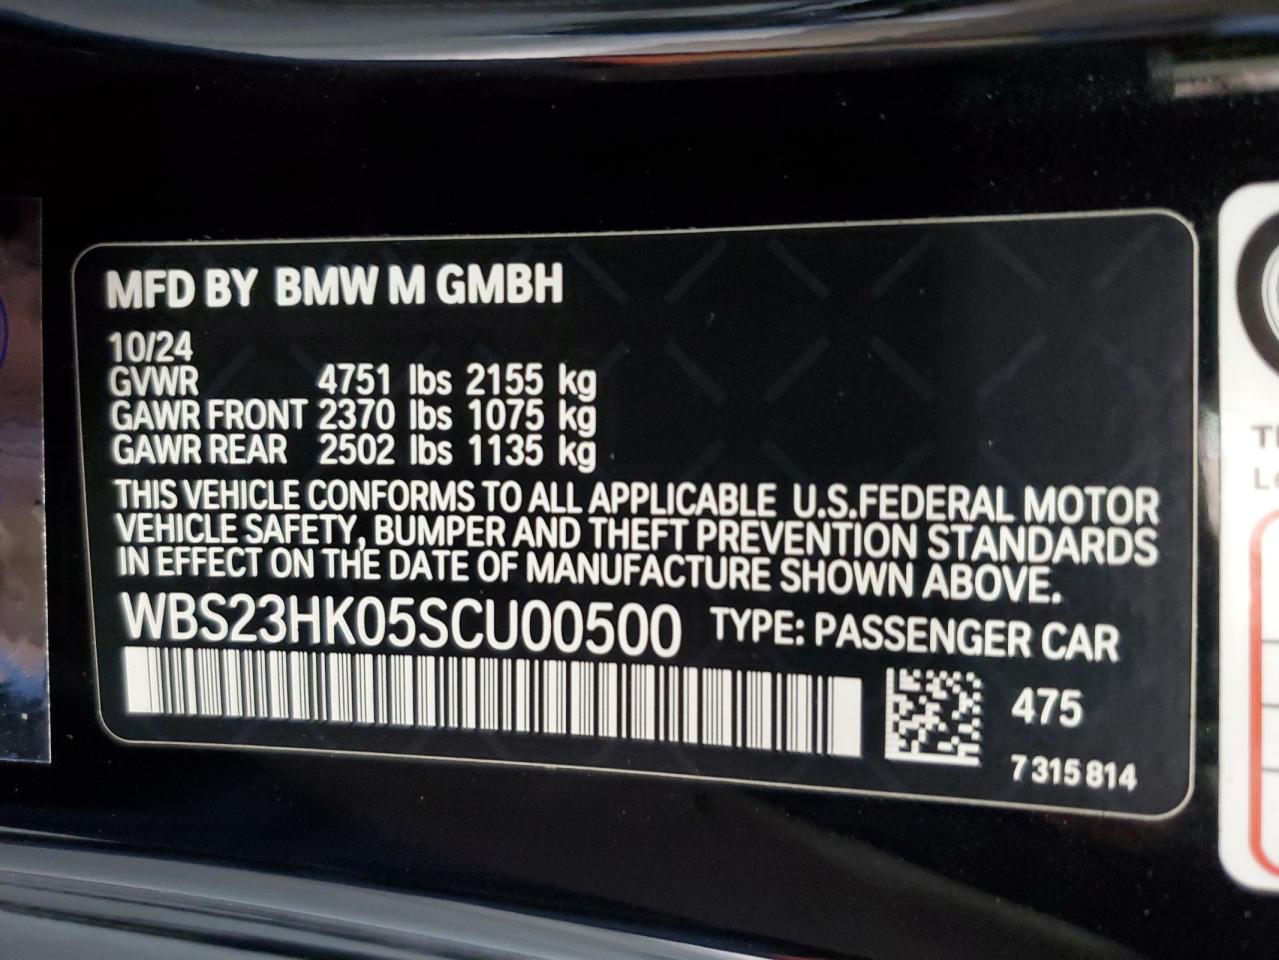 MFD BY BMW M GMBH
10/24
GVWR 4751 lbs 2155 kg
GAWR FRONT 2370 lbs 1075 kg
GAWR REAR 2502 lbs 1135 kg
THIS VEHICLE CONFORMS TO ALL APPLICABLE U.S.FEDERAL MOTOR
VEHICLE SAFETY, BUMPER AND THEFT PREVENTION STANDARDS
IN EFFECT ON THE DATE OF MANUFACTURE SHOWN ABOVE.
WBS23HK05SCU00500 TYPE: PASSENGER CAR
475
7 315 814